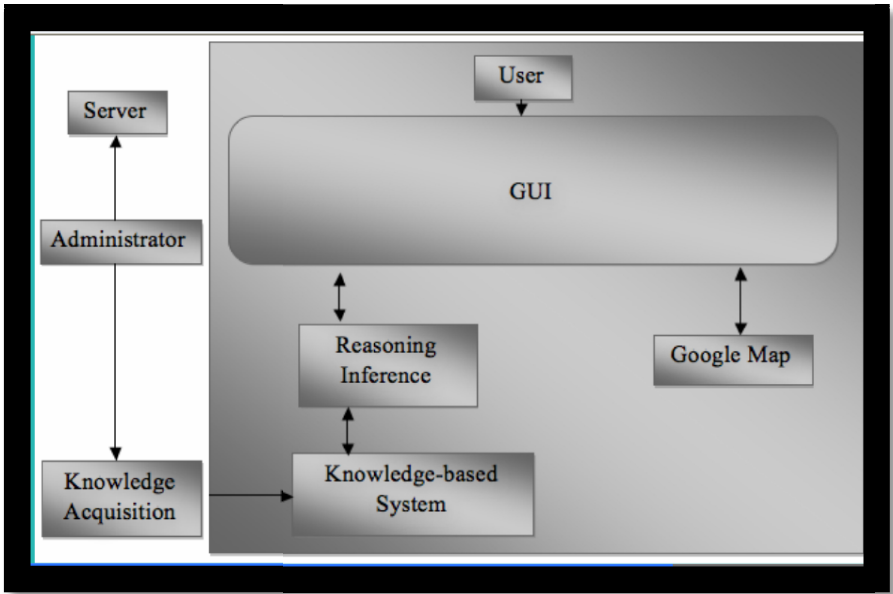 User
Server
GUI
Administrator
Reasoning
Inference
Google Map
Knowledge
Acquisition
Knowledge-based
System